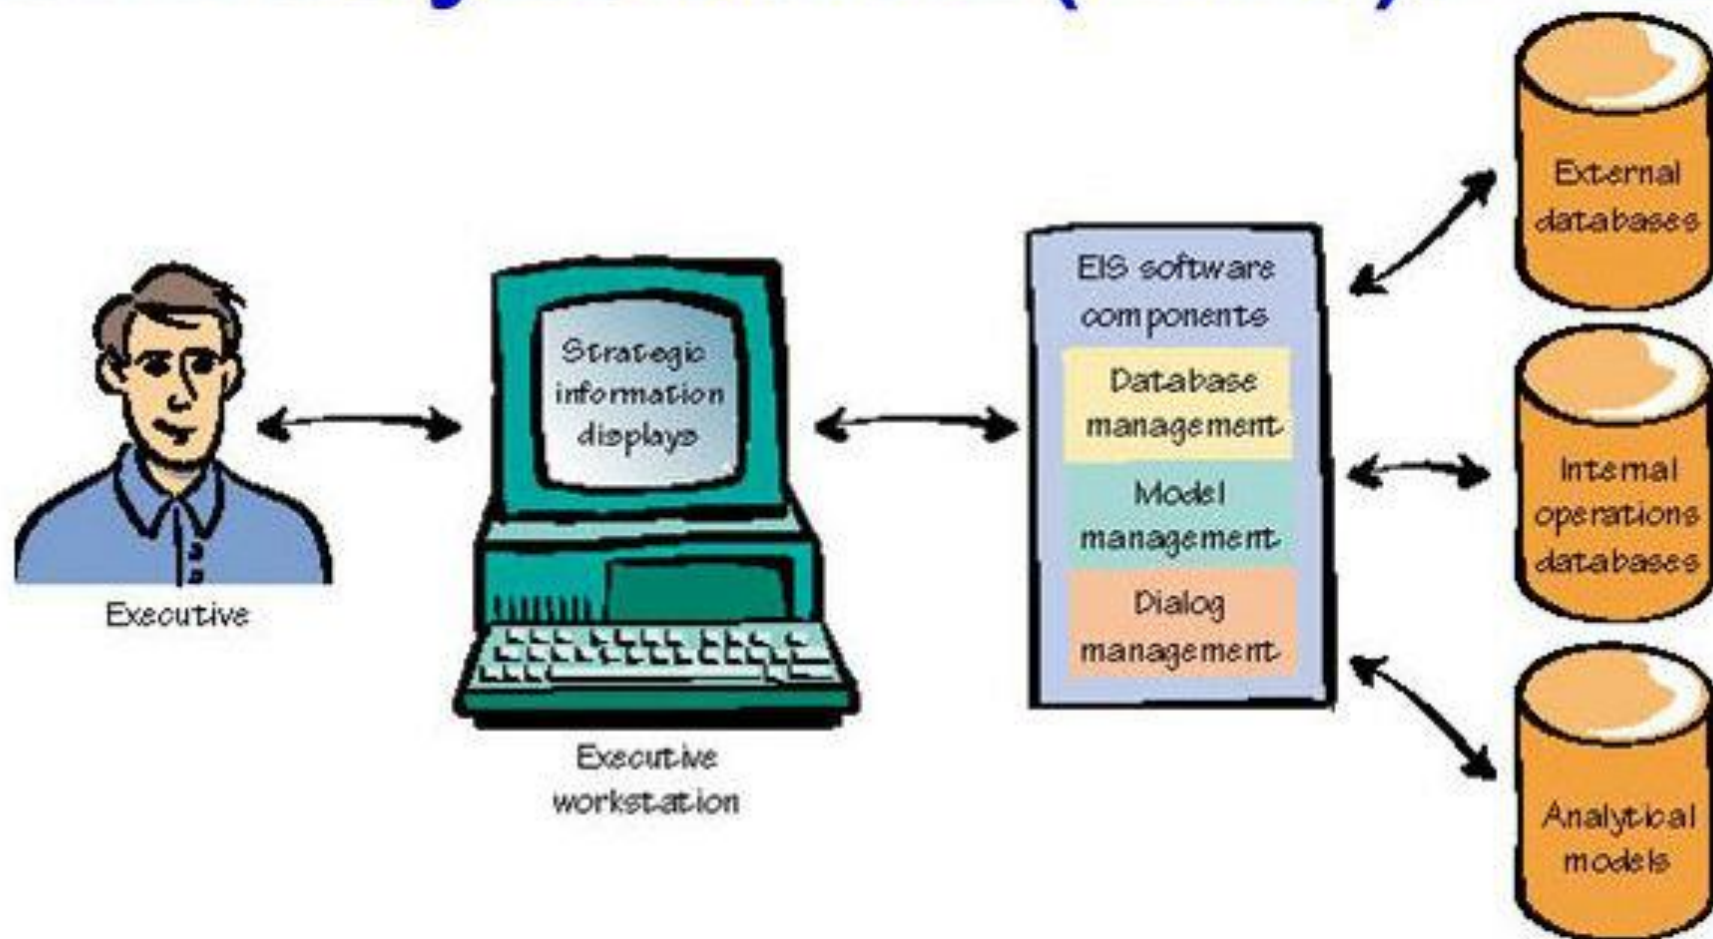 Executive
Strategic
information
displays
Executive
workstation
EIS software
components
Database
management
Model
management
Dialog
management
External
databases
Internal
operations
databases
Analytical
models